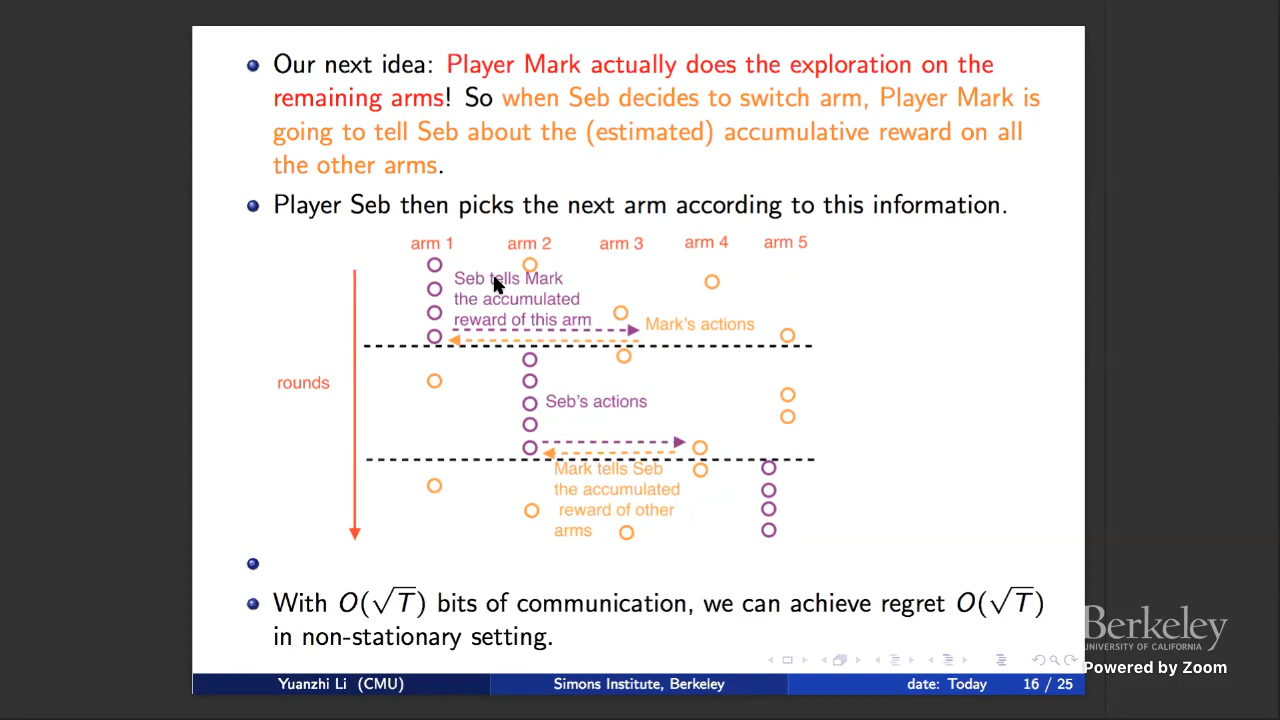 Our next idea: Player Mark actually does the exploration on the
remaining arms! So when Seb decides to switch arm, Player Mark is
going to tell Seb about the (estimated) accumulative reward on all
the other arms.
Player Seb then picks the next arm according to this information.
arm 1 arm 2 arm 3 arm 4 arm 5
Seb tells Mark
the accumulated
reward of this arm
Mark's actions
rounds
Seb's actions
Mark tells Seb
the accumulated
reward of other
arms
With O(√T) bits of communication, we can achieve regret O(√T)
in non-stationary setting.
Berkeley
UNIVERSITY OF CALIFORNIA
Powered by Zoom
Yuanzhi Li (CMU) Simons Institute, Berkeley date: Today 16 / 25